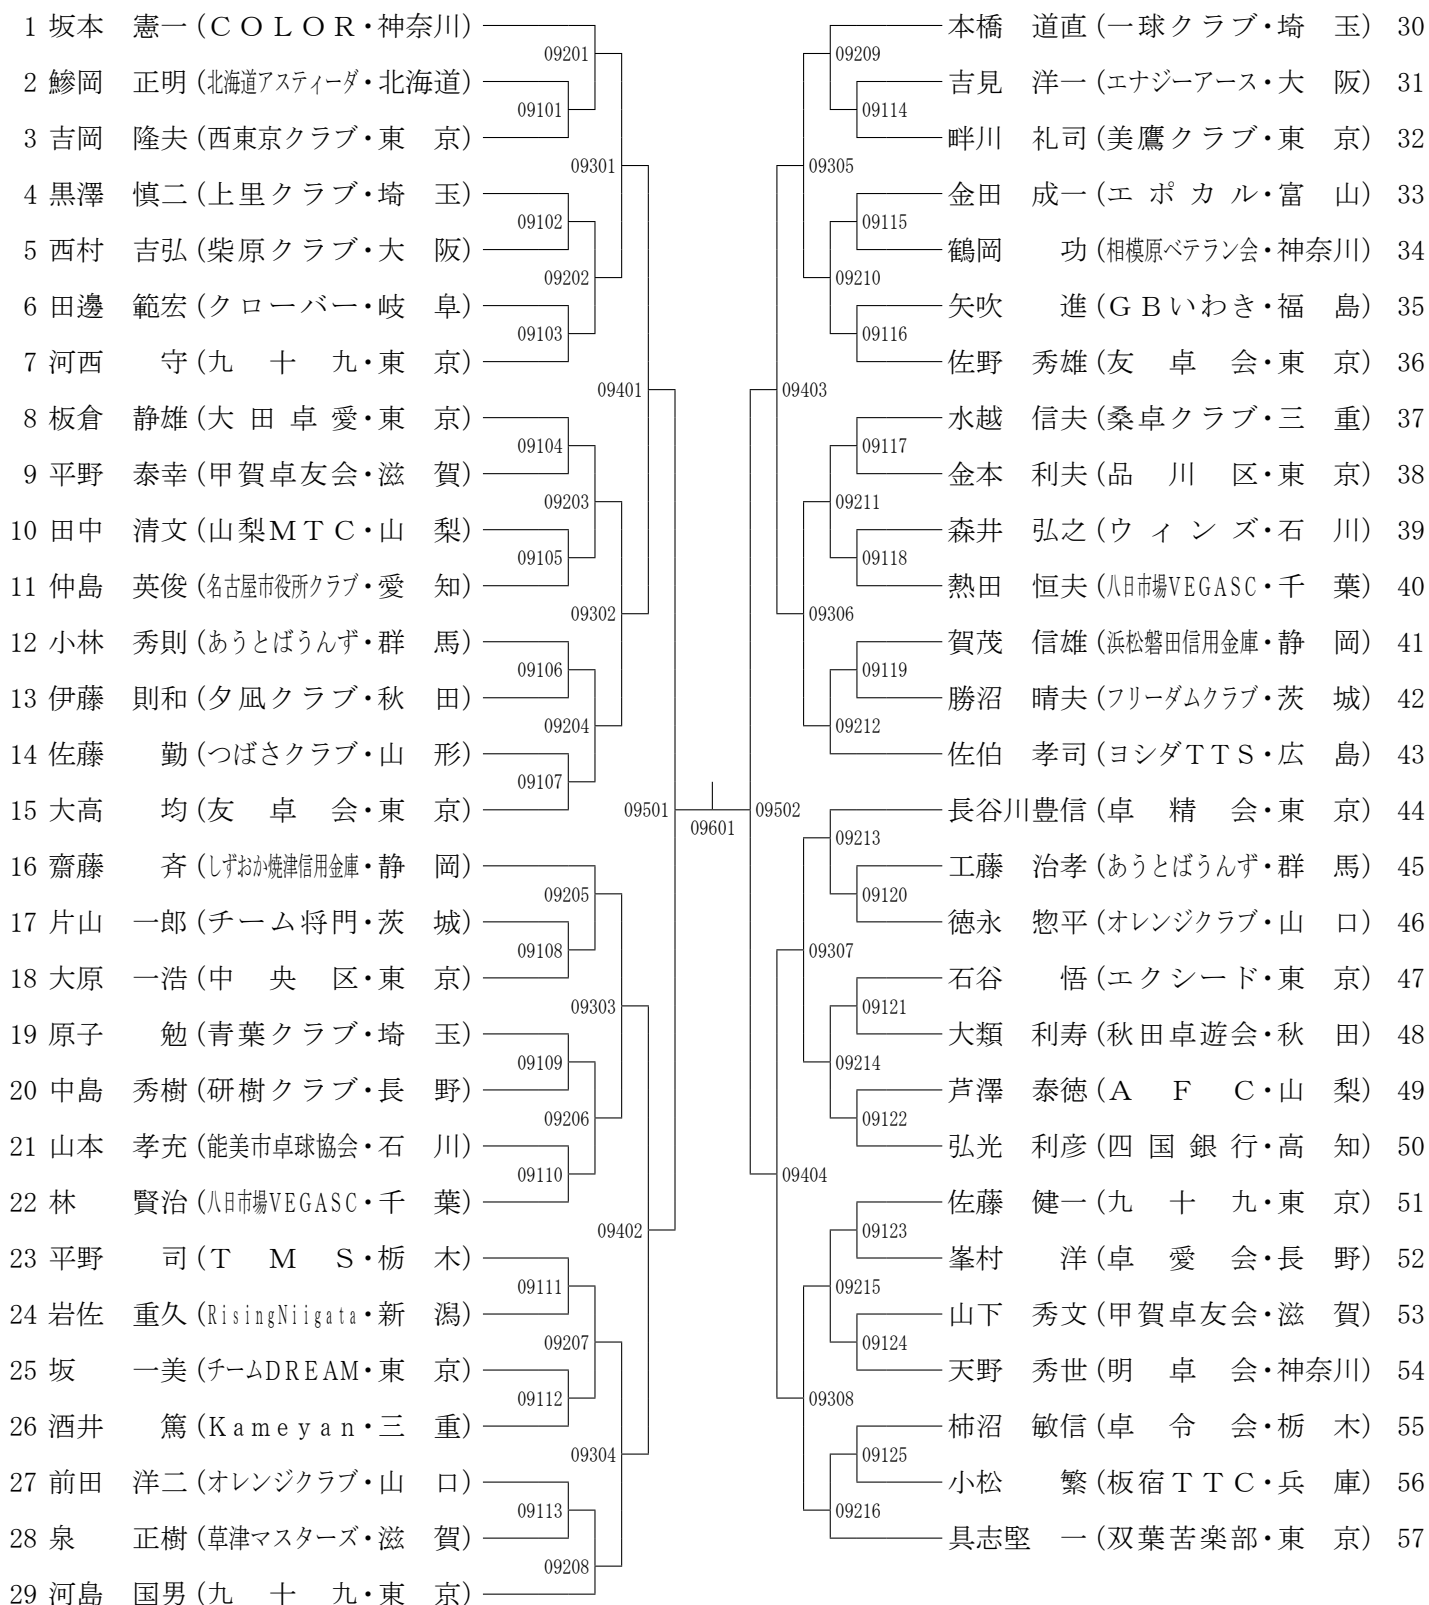 1 坂本　憲一 (ＣＯＬＯＲ・神奈川)
09201
2 鯵岡　正明 (北海道アスティーダ・北海道)
09101
3 吉岡　隆夫 (西東京クラブ・東　京)
09301
4 黒澤　慎二 (上里クラブ・埼　玉)
09102
5 西村　吉弘 (柴原クラブ・大　阪)
09202
6 田邊　範宏 (クローバー・岐　阜)
09103
7 河西　　守 (九　十　九・東　京)
09401
8 板倉　静雄 (大 田 卓 愛・東　京)
09104
9 平野　泰幸 (甲賀卓友会・滋　賀)
09203
10 田中　清文 (山梨ＭＴＣ・山　梨)
09105
11 仲島　英俊 (名古屋市役所クラブ・愛　知)
09302
12 小林　秀則 (あうとばうんず・群　馬)
09106
13 伊藤　則和 (夕凪クラブ・秋　田)
09204
14 佐藤　　勤 (つばさクラブ・山　形)
09107
15 大高　　均 (友　卓　会・東　京)
09501
09601
16 齋藤　　斉 (しずおか焼津信用金庫・静　岡)
09205
17 片山　一郎 (チーム将門・茨　城)
09108
18 大原　一浩 (中　央　区・東　京)
09303
19 原子　　勉 (青葉クラブ・埼　玉)
09109
20 中島　秀樹 (研樹クラブ・長　野)
09206
21 山本　孝充 (能美市卓球協会・石　川)
09110
22 林　　賢治 (八日市場VEGASC・千　葉)
09402
23 平野　　司 (Ｔ　Ｍ　Ｓ・栃　木)
09111
24 岩佐　重久 (RisingNiigata・新　潟)
09207
25 坂　　一美 (チームDREAM・東　京)
09112
26 酒井　　篤 (Kameyan・三　重)
09304
27 前田　洋二 (オレンジクラブ・山　口)
09113
28 泉　　正樹 (草津マスターズ・滋　賀)
09208
29 河島　国男 (九　十　九・東　京)
本橋　道直 (一球クラブ・埼　玉) 30
09209
吉見　洋一 (エナジーアース・大　阪) 31
09114
畔川　礼司 (美鷹クラブ・東　京) 32
09305
金田　成一 (エ ポ カ ル・富　山) 33
09115
鶴岡　　功 (相模原ベテラン会・神奈川) 34
09210
矢吹　　進 (ＧＢいわき・福　島) 35
09116
佐野　秀雄 (友　卓　会・東　京) 36
09403
水越　信夫 (桑卓クラブ・三　重) 37
09117
金本　利夫 (品　川　区・東　京) 38
09211
森井　弘之 (ウ ィ ン ズ・石　川) 39
09118
熱田　恒夫 (八日市場VEGASC・千　葉) 40
09306
賀茂　信雄 (浜松磐田信用金庫・静　岡) 41
09119
勝沼　晴夫 (フリーダムクラブ・茨　城) 42
09212
佐伯　孝司 (ヨシダＴＴＳ・広　島) 43
09502
長谷川豊信 (卓　精　会・東　京) 44
09213
工藤　治孝 (あうとばうんず・群　馬) 45
09120
徳永　惣平 (オレンジクラブ・山　口) 46
09307
石谷　　悟 (エクシード・東　京) 47
09121
大類　利寿 (秋田卓遊会・秋　田) 48
09214
芦澤　泰徳 (Ａ　Ｆ　Ｃ・山　梨) 49
09122
弘光　利彦 (四 国 銀 行・高　知) 50
09404
佐藤　健一 (九　十　九・東　京) 51
09123
峯村　　洋 (卓　愛　会・長　野) 52
09215
山下　秀文 (甲賀卓友会・滋　賀) 53
09124
天野　秀世 (明　卓　会・神奈川) 54
09308
柿沼　敏信 (卓　令　会・栃　木) 55
09125
小松　　繁 (板宿ＴＴＣ・兵　庫) 56
09216
具志堅　一 (双葉苦楽部・東　京) 57